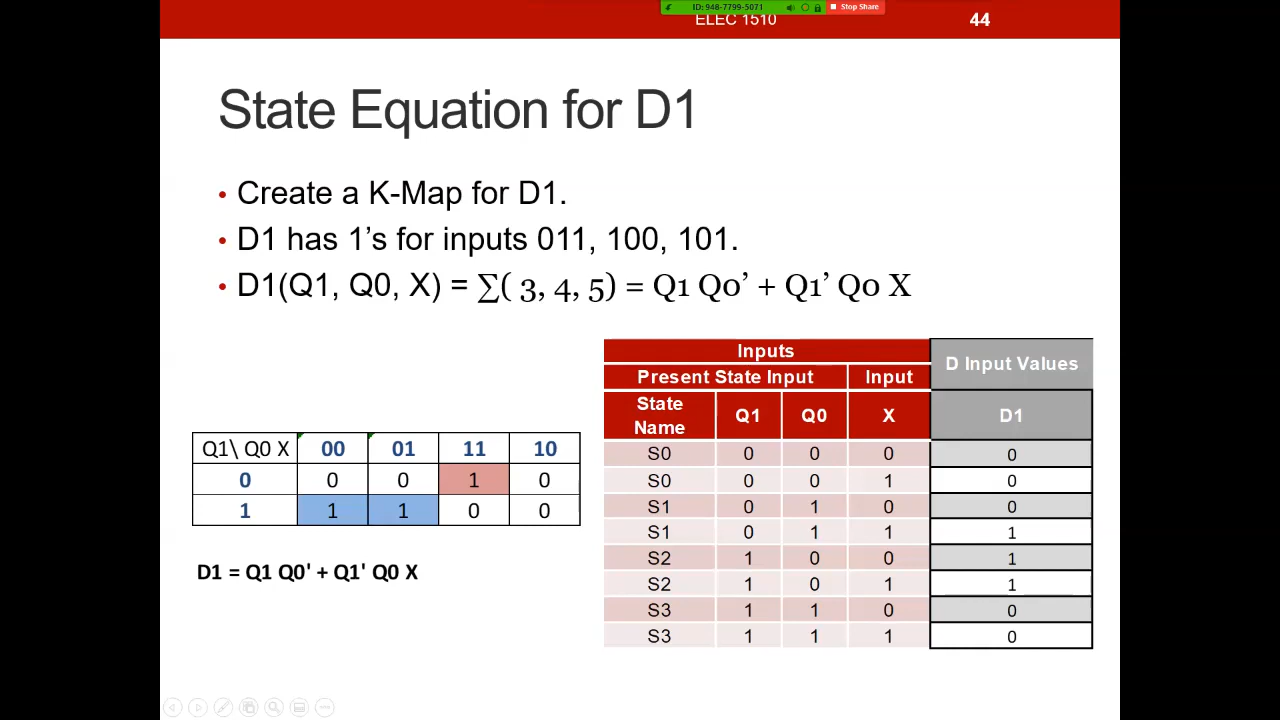 ID: 948-7799-5071 Stop Share
ELEC 1510 44
State Equation for D1
• Create a K-Map for D1.
• D1 has 1’s for inputs 011, 100, 101.
• D1(Q1, Q0, X) = ∑( 3, 4, 5) = Q1 Q0’ + Q1’ Q0 X
Q1\ Q0 X 00 01 11 10
0 0 0 1 0
1 1 1 0 0
D1 = Q1 Q0' + Q1' Q0 X
Inputs D Input Values
Present State Input Input
State Name Q1 Q0 X D1
S0 0 0 0 0
S0 0 0 1 0
S1 0 1 0 0
S1 0 1 1 1
S2 1 0 0 1
S2 1 0 1 1
S3 1 1 0 0
S3 1 1 1 0